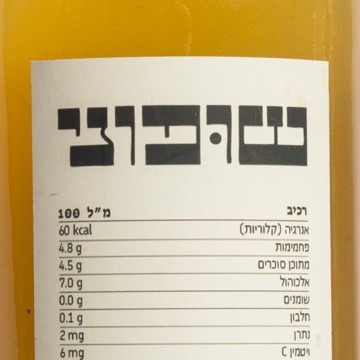 רכיב מ״ל 100
אנרגיה (קלוריות) 60 kcal
פחמימות 4.8 g
מתוכן סוכרים 4.5 g
אלכוהול 7.0 g
שומנים 0.0 g
חלבון 0.1 g
נתרן 2 mg
ויטמין C 6 mg